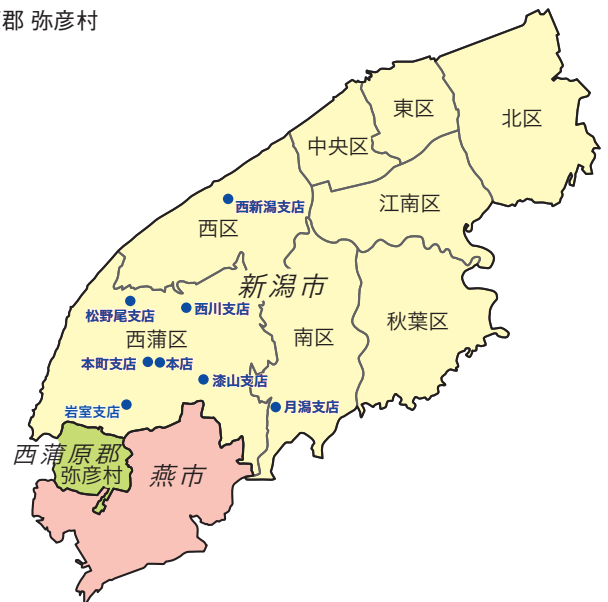 郡 弥彦村
東区
北区
中央区
江南区
西新潟支店
西区
新潟市
松野尾支店
西川支店
西蒲区
南区
秋葉区
本町支店
本店
漆山支店
岩室支店
月潟支店
西蒲原郡
弥彦村
燕市